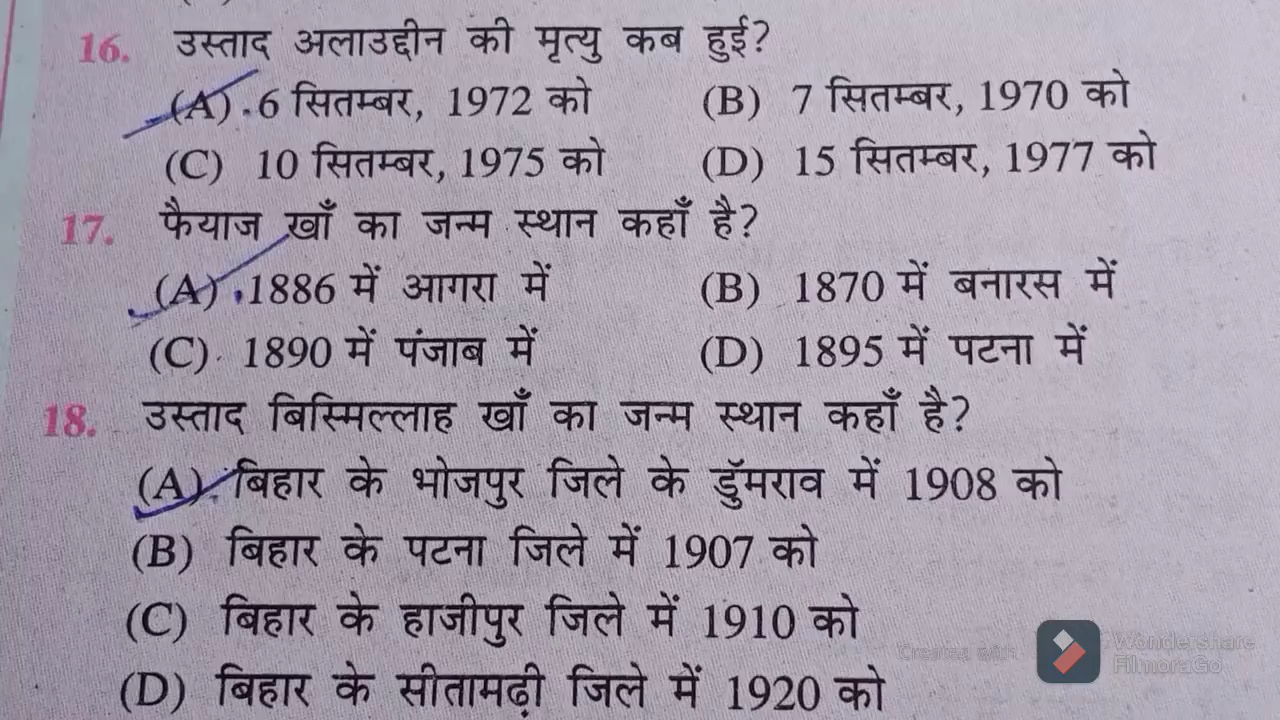 16. उस्ताद अलाउद्दीन की मृत्यु कब हुई?
(A) 6 सितम्बर, 1972 को (B) 7 सितम्बर, 1970 को
(C) 10 सितम्बर, 1975 को (D) 15 सितम्बर, 1977 को
17. फैयाज खाँ का जन्म स्थान कहाँ है?
(A) 1886 में आगरा में (B) 1870 में बनारस में
(C) 1890 में पंजाब में (D) 1895 में पटना में
18. उस्ताद बिस्मिल्लाह खाँ का जन्म स्थान कहाँ है?
(A) बिहार के भोजपुर जिले के डुॅमराव में 1908 को
(B) बिहार के पटना जिले में 1907 को
(C) बिहार के हाजीपुर जिले में 1910 को
(D) बिहार के सीतामढ़ी जिले में 1920 को
Created with Wondershare
FilmoraGo